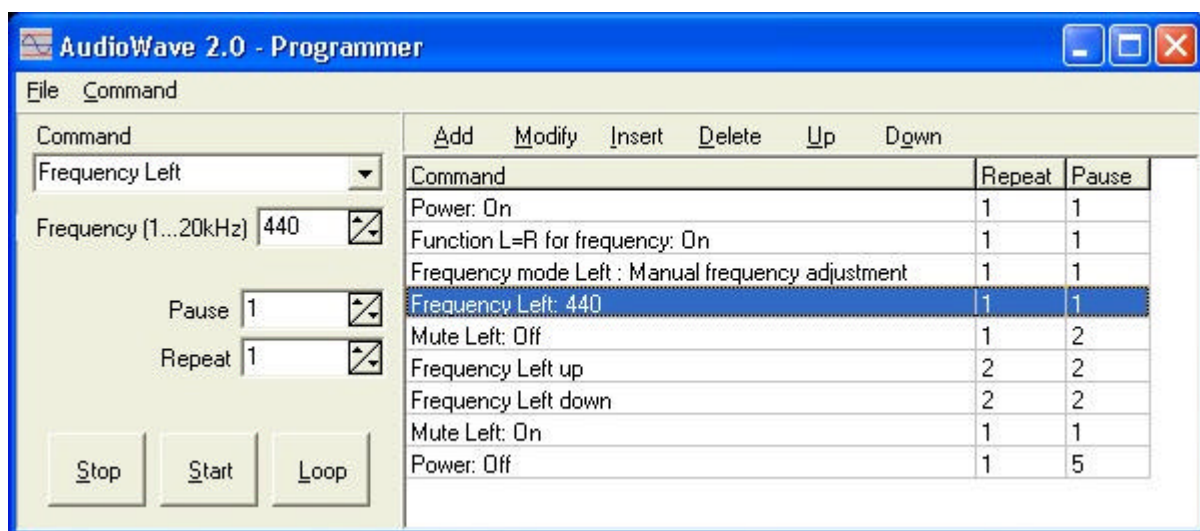 AudioWave 2.0 - Programmer
File Command
Command
Frequency Left
Frequency (1...20kHz) 440
Pause 1
Repeat 1
Stop Start Loop
Add Modify Insert Delete Up Down
Command Repeat Pause
Power: On 1 1
Function L=R for frequency: On 1 1
Frequency mode Left : Manual frequency adjustment 1 1
Frequency Left: 440 1 1
Mute Left: Off 1 2
Frequency Left up 2 2
Frequency Left down 2 2
Mute Left: On 1 1
Power: Off 1 5